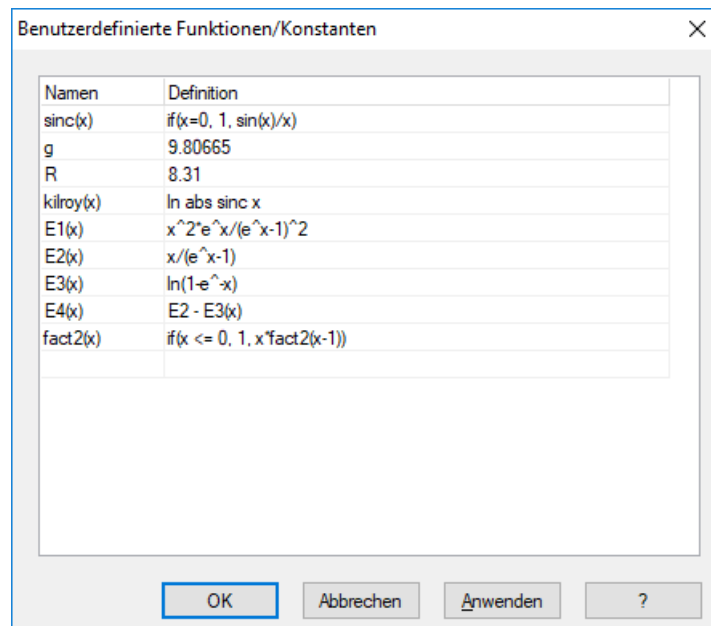 Benutzerdefinierte Funktionen/Konstanten
Namen Definition
sinc(x) if(x=0, 1, sin(x)/x)
g 9.80665
R 8.31
kilroy(x) ln abs sinc x
E1(x) x^2*e^x/(e^x-1)^2
E2(x) x/(e^x-1)
E3(x) ln(1-e^-x)
E4(x) E2 - E3(x)
fact2(x) if(x <= 0, 1, x*fact2(x-1))
OK Abbrechen Anwenden ?